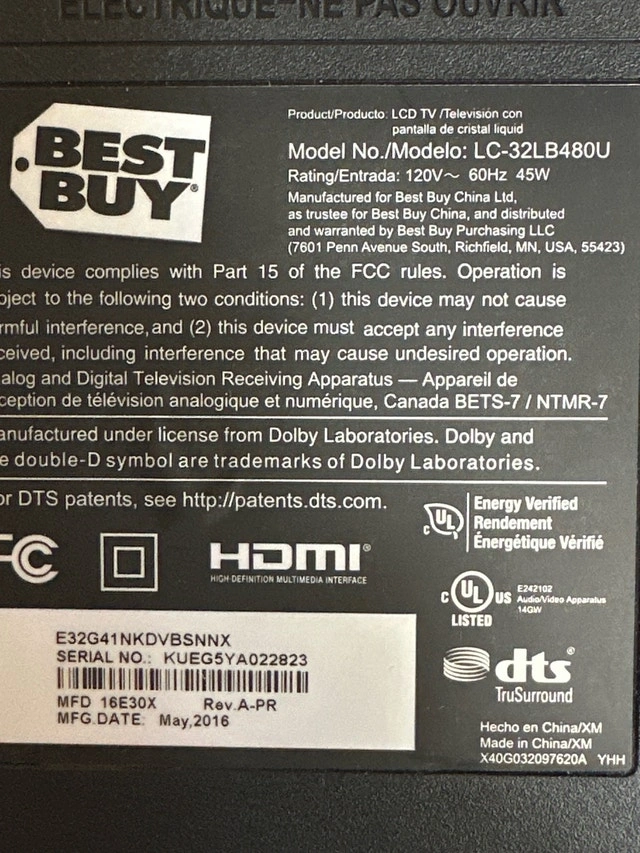 ÉLECTRIQUE-NE PAS OUVRIR
BEST
BUY®
Product/Producto: LCD TV /Televisión con
pantalla de cristal liquid
Model No./Modelo: LC-32LB480U
Rating/Entrada: 120V~ 60Hz 45W
Manufactured for Best Buy China Ltd,
as trustee for Best Buy China, and distributed
and warranted by Best Buy Purchasing LLC
(7601 Penn Avenue South, Richfield, MN, USA, 55423)
is device complies with Part 15 of the FCC rules. Operation is
bject to the following two conditions: (1) this device may not cause
rmful interference, and (2) this device must accept any interference
ceived, including interference that may cause undesired operation.
alog and Digital Television Receiving Apparatus — Appareil de
ception de télévision analogique et numérique, Canada BETS-7 / NTMR-7
anufactured under license from Dolby Laboratories. Dolby and
e double-D symbol are trademarks of Dolby Laboratories.
or DTS patents, see http://patents.dts.com.
C UL
Energy Verified
Rendement
Énergétique Vérifié
FC
HDMI®
HIGH-DEFINITION MULTIMEDIA INTERFACE
C UL US
LISTED
E242102
Audio/Video Apparatus
14GW
E32G41NKDVBSNNX
SERIAL NO.: KUEG5YA022823
MFD 16E30X Rev.A-PR
MFG.DATE: May,2016
dts®
TruSurround
Hecho en China/XM
Made in China/XM
X40G032097620A YHH